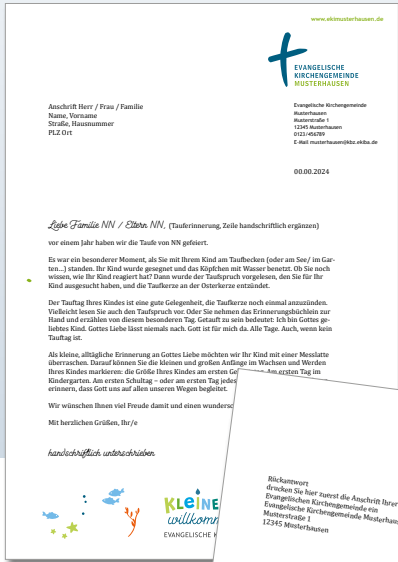 www.ekimusterhausen.de
EVANGELISCHE
KIRCHENGEMEINDE
MUSTERHAUSEN
Anschrift Herr / Frau / Familie
Name, Vorname
Straße, Hausnummer
PLZ Ort
Evangelische Kirchengemeinde
Musterhausen
Musterstraße 1
12345 Musterhausen
0123/456789
E-Mail musterhausen@kbz.ekiba.de
00.00.2024
Liebe Familie NN / Eltern NN, (Tauferinnerung, Zeile handschriftlich ergänzen)
vor einem Jahr haben wir die Taufe von NN gefeiert.
Es war ein besonderer Moment, als Sie mit Ihrem Kind am Taufbecken (oder am See/ im Gar-
ten...) standen. Ihr Kind wurde gesegnet und das Köpfchen mit Wasser benetzt. Ob Sie noch
wissen, wie Ihr Kind reagiert hat? Dann wurde der Taufspruch vorgelesen, den Sie für Ihr
Kind ausgesucht haben, und die Taufkerze an der Osterkerze entzündet.
Der Tauftag Ihres Kindes ist eine gute Gelegenheit, die Taufkerze noch einmal anzuzünden.
Vielleicht lesen Sie auch den Taufspruch vor. Oder Sie nehmen das Erinnerungsbüchlein zur
Hand und erzählen von diesem besonderen Tag. Getauft zu sein bedeutet: Ich bin Gottes ge-
liebtes Kind. Gottes Liebe lässt niemals nach. Gott ist für mich da. Alle Tage. Auch, wenn kein
Tauftag ist.
Als kleine, alltägliche Erinnerung an Gottes Liebe möchten wir Ihr Kind mit einer Messlatte
überraschen. Darauf können Sie die kleinen und großen Anfänge im Wachsen und Werden
Ihres Kindes markieren: die Größe Ihres Kindes am ersten Am ersten Tag im
Kindergarten. Am ersten Schultag – oder am ersten Tag jedes
erinnern, dass Gott uns auf allen unseren Wegen begleitet.
Wir wünschen Ihnen viel Freude damit und einen wundersc
Mit herzlichen Grüßen, Ihr/e
handschriftlich unterschrieben
KLEINE
willkomm
EVANGELISCHE K
Rückantwort
drucken Sie hier zuerst die Anschrift Ihrer
Evangelischen Kirchengemeinde ein
Evangelische Kirchengemeinde Musterhaus
Musterstraße 1
12345 Musterhausen